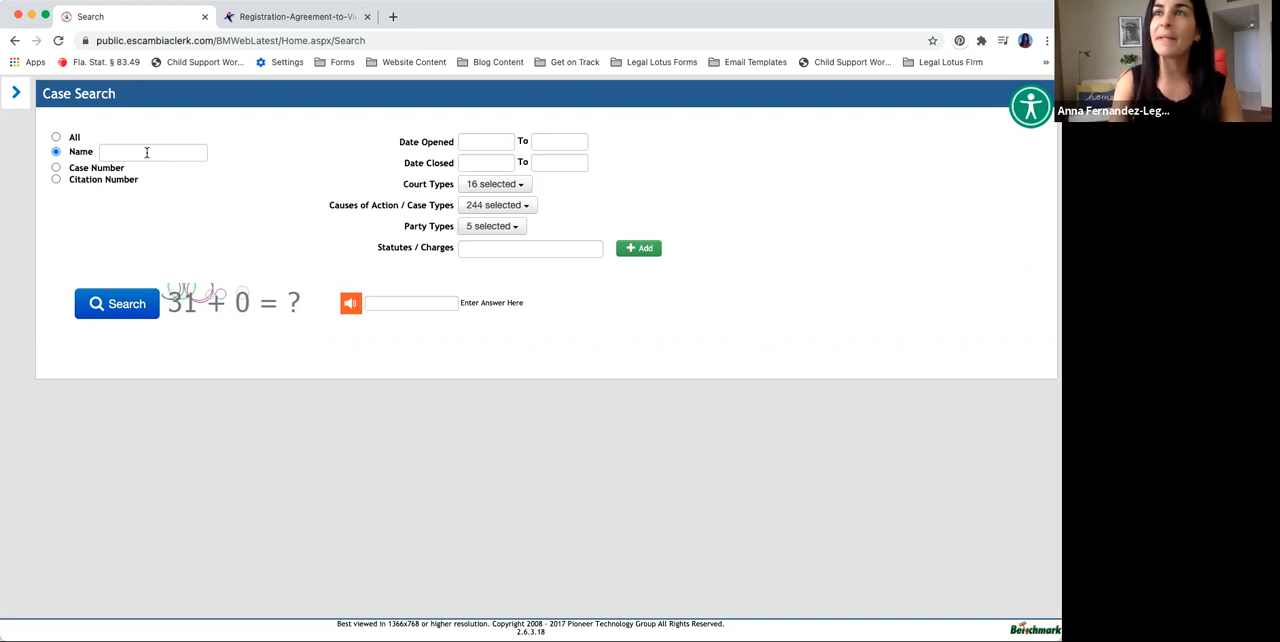 Search
Registration-Agreement-to-Vi
public.escambiaclerk.com/BMWebLatest/Home.aspx/Search
Apps Fla. Stat. § 83.49 Child Support Wor... Settings Forms Website Content Blog Content Get on Track Legal Lotus Forms Email Templates Child Support Wor... Legal Lotus Firm »
Case Search
Anna Fernandez-Leg...
All
Name
Case Number
Citation Number
Date Opened To
Date Closed To
Court Types 16 selected
Causes of Action / Case Types 244 selected
Party Types 5 selected
Statutes / Charges + Add
Search 31 + 0 = ? Enter Answer Here
Best viewed in 1366x768 or higher resolution. Copyright 2008 - 2017 Pioneer Technology Group All Rights Reserved.
2.6.3.18
Benchmark